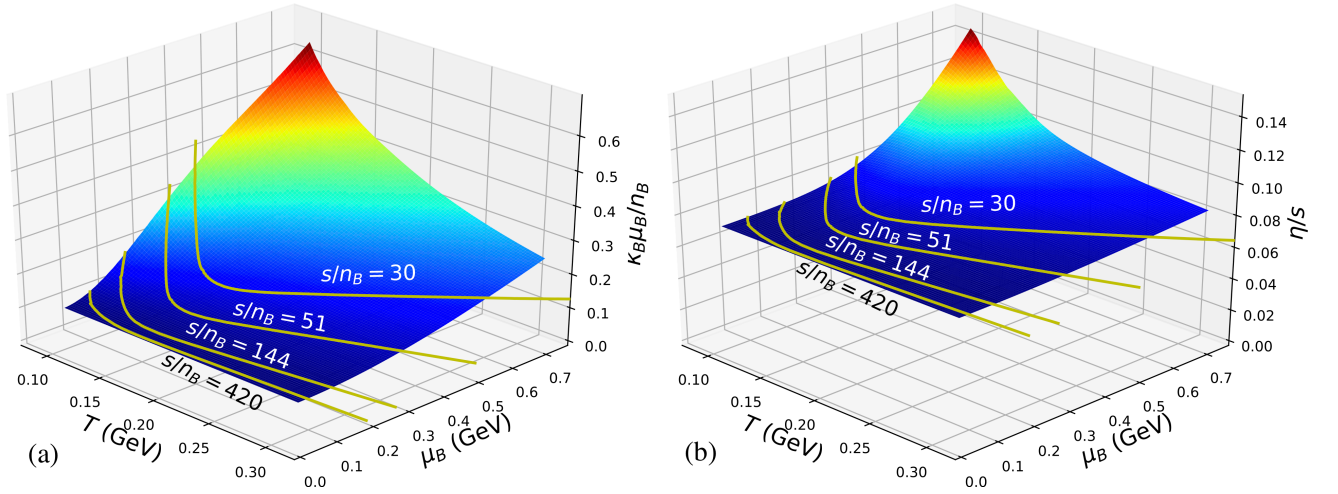 0.6
0.5
0.4
0.3
0.2
0.1
0.0
κ_Bμ_B/n_B
s/n_B = 30
s/n_B = 51
s/n_B = 144
s/n_B = 420
0.10
0.15
0.20
0.25
0.30
T (GeV)
0.0
0.1
0.2
0.3
0.4
0.5
0.6
0.7
μ_B (GeV)
(a)
0.14
0.12
0.10
0.08
0.06
0.04
0.02
0.00
η/s
s/n_B = 30
s/n_B = 51
s/n_B = 144
s/n_B = 420
0.10
0.15
0.20
0.25
0.30
T (GeV)
0.0
0.1
0.2
0.3
0.4
0.5
0.6
0.7
μ_B (GeV)
(b)